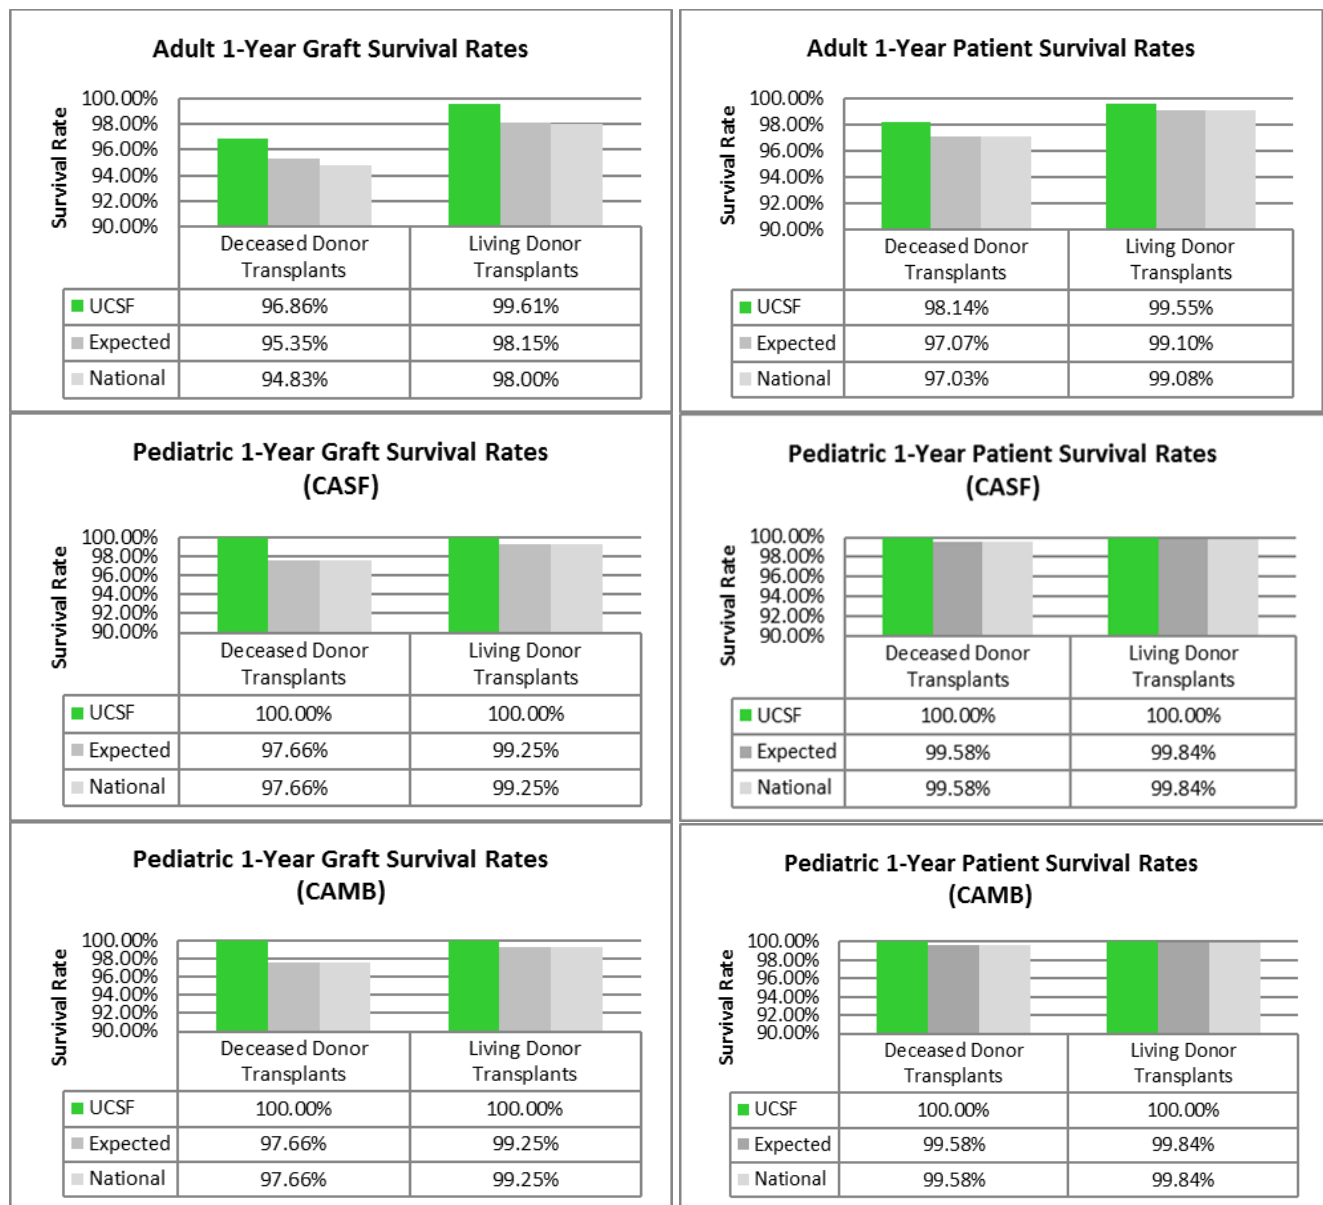 Adult 1-Year Graft Survival Rates
Survival Rate
100.00%
98.00%
96.00%
94.00%
92.00%
90.00%
Deceased Donor Transplants
Living Donor Transplants
UCSF 96.86% 99.61%
Expected 95.35% 98.15%
National 94.83% 98.00%
Adult 1-Year Patient Survival Rates
Survival Rate
100.00%
98.00%
96.00%
94.00%
92.00%
90.00%
Deceased Donor Transplants
Living Donor Transplants
UCSF 98.14% 99.55%
Expected 97.07% 99.10%
National 97.03% 99.08%
Pediatric 1-Year Graft Survival Rates
(CASF)
Survival Rate
100.00%
98.00%
96.00%
94.00%
92.00%
90.00%
Deceased Donor Transplants
Living Donor Transplants
UCSF 100.00% 100.00%
Expected 97.66% 99.25%
National 97.66% 99.25%
Pediatric 1-Year Patient Survival Rates
(CASF)
Survival Rate
100.00%
98.00%
96.00%
94.00%
92.00%
90.00%
Deceased Donor Transplants
Living Donor Transplants
UCSF 100.00% 100.00%
Expected 99.58% 99.84%
National 99.58% 99.84%
Pediatric 1-Year Graft Survival Rates
(CAMB)
Survival Rate
100.00%
98.00%
96.00%
94.00%
92.00%
90.00%
Deceased Donor Transplants
Living Donor Transplants
UCSF 100.00% 100.00%
Expected 97.66% 99.25%
National 97.66% 99.25%
Pediatric 1-Year Patient Survival Rates
(CAMB)
Survival Rate
100.00%
98.00%
96.00%
94.00%
92.00%
90.00%
Deceased Donor Transplants
Living Donor Transplants
UCSF 100.00% 100.00%
Expected 99.58% 99.84%
National 99.58% 99.84%